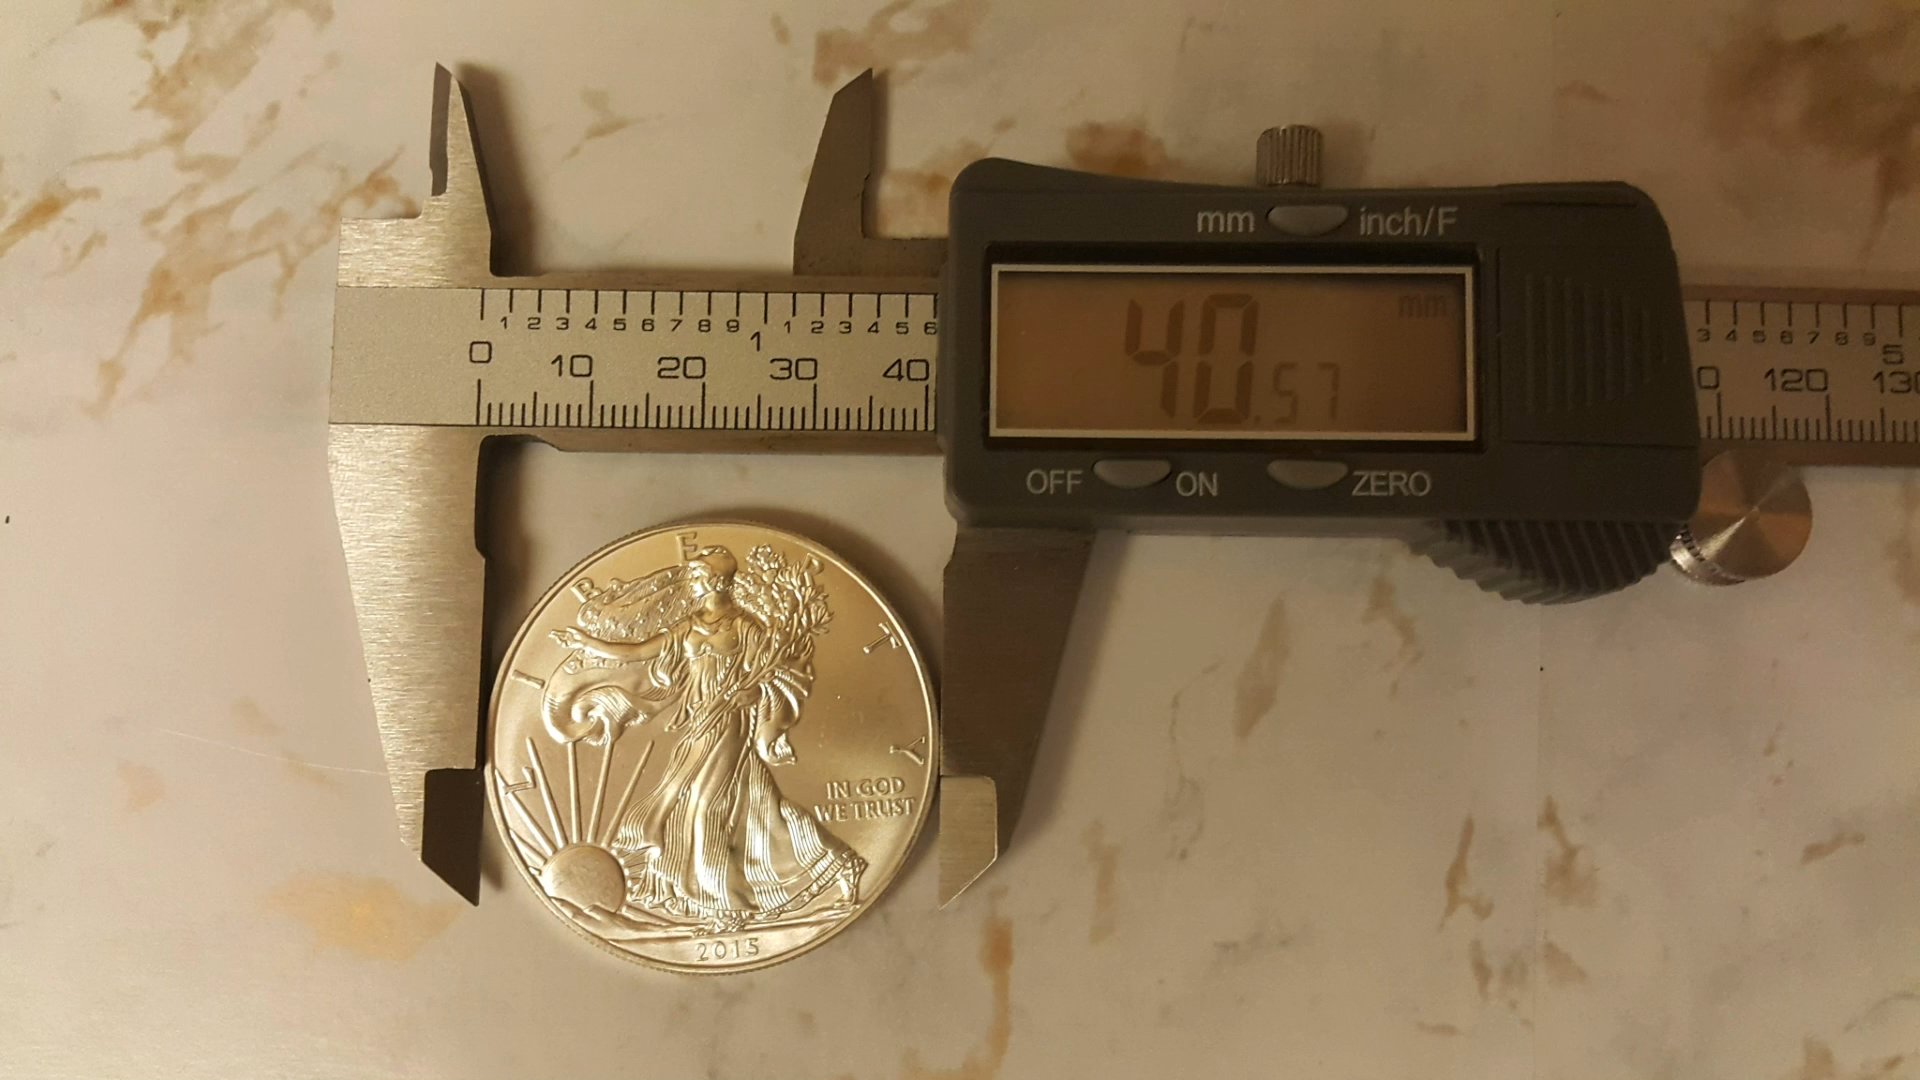 mm inch/F
mm
40.57
OFF ON ZERO
1 2 3 4 5 6 7 8 9 1 1 2 3 4 5 6
0 10 20 30 40
3 4 5 6 7 8 9 5
120 130
LIBERTY
IN GOD
WE TRUST
2015